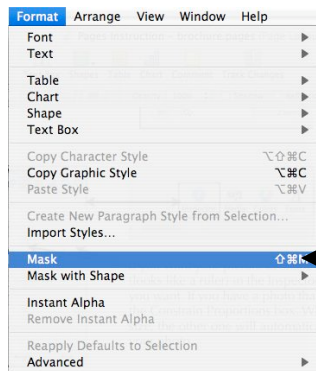 Format Arrange View Window Help
Font
Text
Table
Chart
Shape
Text Box
Copy Character Style ⌥⇧⌘C
Copy Graphic Style ⌥⌘C
Paste Style ⌥⌘V
Create New Paragraph Style from Selection...
Import Styles...
Mask ⇧⌘M
Mask with Shape
Instant Alpha
Remove Instant Alpha
Reapply Defaults to Selection
Advanced